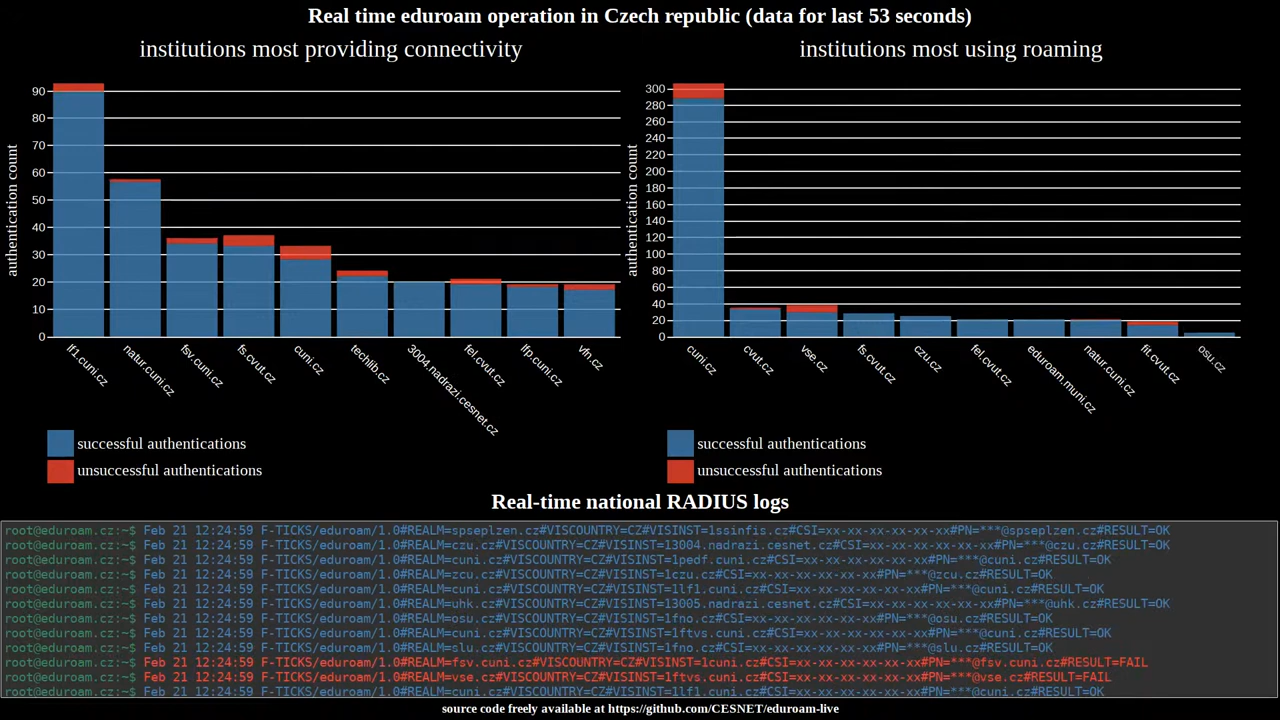 Real time eduroam operation in Czech republic (data for last 53 seconds)
institutions most providing connectivity
authentication count
90
80
70
60
50
40
30
20
10
0
lf1.cuni.cz
natur.cuni.cz
fsv.cuni.cz
fs.cvut.cz
cuni.cz
techlib.cz
3004.nadrazi.cesnet.cz
fel.cvut.cz
lfp.cuni.cz
vfn.cz
successful authentications
unsuccessful authentications
institutions most using roaming
authentication count
300
280
260
240
220
200
180
160
140
120
100
80
60
40
20
0
cuni.cz
cvut.cz
vse.cz
fs.cvut.cz
czu.cz
fel.cvut.cz
eduroam.muni.cz
natur.cuni.cz
fit.cvut.cz
osu.cz
successful authentications
unsuccessful authentications
Real-time national RADIUS logs
root@eduroam.cz:~$ Feb 21 12:24:59 F-TICKS/eduroam/1.0#REALM=spseplzen.cz#VISCOUNTRY=CZ#VISINST=1ssinfis.cz#CSI=xx-xx-xx-xx-xx-xx#PN=***@spseplzen.cz#RESULT=OK
root@eduroam.cz:~$ Feb 21 12:24:59 F-TICKS/eduroam/1.0#REALM=czu.cz#VISCOUNTRY=CZ#VISINST=13004.nadrazi.cesnet.cz#CSI=xx-xx-xx-xx-xx-xx#PN=***@czu.cz#RESULT=OK
root@eduroam.cz:~$ Feb 21 12:24:59 F-TICKS/eduroam/1.0#REALM=cuni.cz#VISCOUNTRY=CZ#VISINST=1pedf.cuni.cz#CSI=xx-xx-xx-xx-xx-xx#PN=***@cuni.cz#RESULT=OK
root@eduroam.cz:~$ Feb 21 12:24:59 F-TICKS/eduroam/1.0#REALM=zcu.cz#VISCOUNTRY=CZ#VISINST=1czu.cz#CSI=xx-xx-xx-xx-xx-xx#PN=***@zcu.cz#RESULT=OK
root@eduroam.cz:~$ Feb 21 12:24:59 F-TICKS/eduroam/1.0#REALM=cuni.cz#VISCOUNTRY=CZ#VISINST=1lf1.cuni.cz#CSI=xx-xx-xx-xx-xx-xx#PN=***@cuni.cz#RESULT=OK
root@eduroam.cz:~$ Feb 21 12:24:59 F-TICKS/eduroam/1.0#REALM=uhk.cz#VISCOUNTRY=CZ#VISINST=13005.nadrazi.cesnet.cz#CSI=xx-xx-xx-xx-xx-xx#PN=***@uhk.cz#RESULT=OK
root@eduroam.cz:~$ Feb 21 12:24:59 F-TICKS/eduroam/1.0#REALM=osu.cz#VISCOUNTRY=CZ#VISINST=1fno.cz#CSI=xx-xx-xx-xx-xx-xx#PN=***@osu.cz#RESULT=OK
root@eduroam.cz:~$ Feb 21 12:24:59 F-TICKS/eduroam/1.0#REALM=cuni.cz#VISCOUNTRY=CZ#VISINST=1ftvs.cuni.cz#CSI=xx-xx-xx-xx-xx-xx#PN=***@cuni.cz#RESULT=OK
root@eduroam.cz:~$ Feb 21 12:24:59 F-TICKS/eduroam/1.0#REALM=slu.cz#VISCOUNTRY=CZ#VISINST=1fno.cz#CSI=xx-xx-xx-xx-xx-xx#PN=***@slu.cz#RESULT=OK
root@eduroam.cz:~$ Feb 21 12:24:59 F-TICKS/eduroam/1.0#REALM=fsv.cuni.cz#VISCOUNTRY=CZ#VISINST=1cuni.cz#CSI=xx-xx-xx-xx-xx-xx#PN=***@fsv.cuni.cz#RESULT=FAIL
root@eduroam.cz:~$ Feb 21 12:24:59 F-TICKS/eduroam/1.0#REALM=vse.cz#VISCOUNTRY=CZ#VISINST=1ftvs.cuni.cz#CSI=xx-xx-xx-xx-xx-xx#PN=***@vse.cz#RESULT=FAIL
root@eduroam.cz:~$ Feb 21 12:24:59 F-TICKS/eduroam/1.0#REALM=cuni.cz#VISCOUNTRY=CZ#VISINST=1lf1.cuni.cz#CSI=xx-xx-xx-xx-xx-xx#PN=***@cuni.cz#RESULT=OK
source code freely available at https://github.com/CESNET/eduroam-live